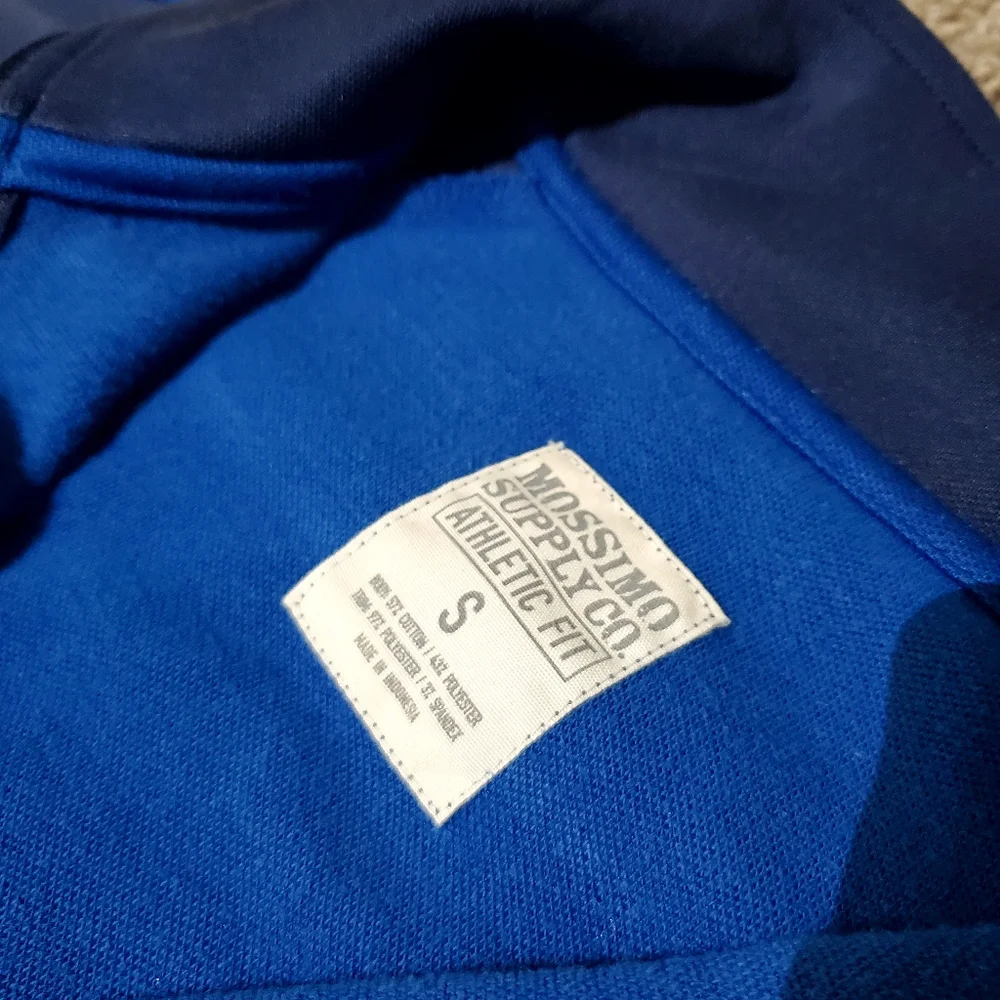 MOSSIMO
SUPPLY CO.
ATHLETIC FIT
S
BODY 57% COTTON / 43% POLYESTER
TRIM 97% POLYESTER / 3% SPANDEX
MADE IN INDONESIA